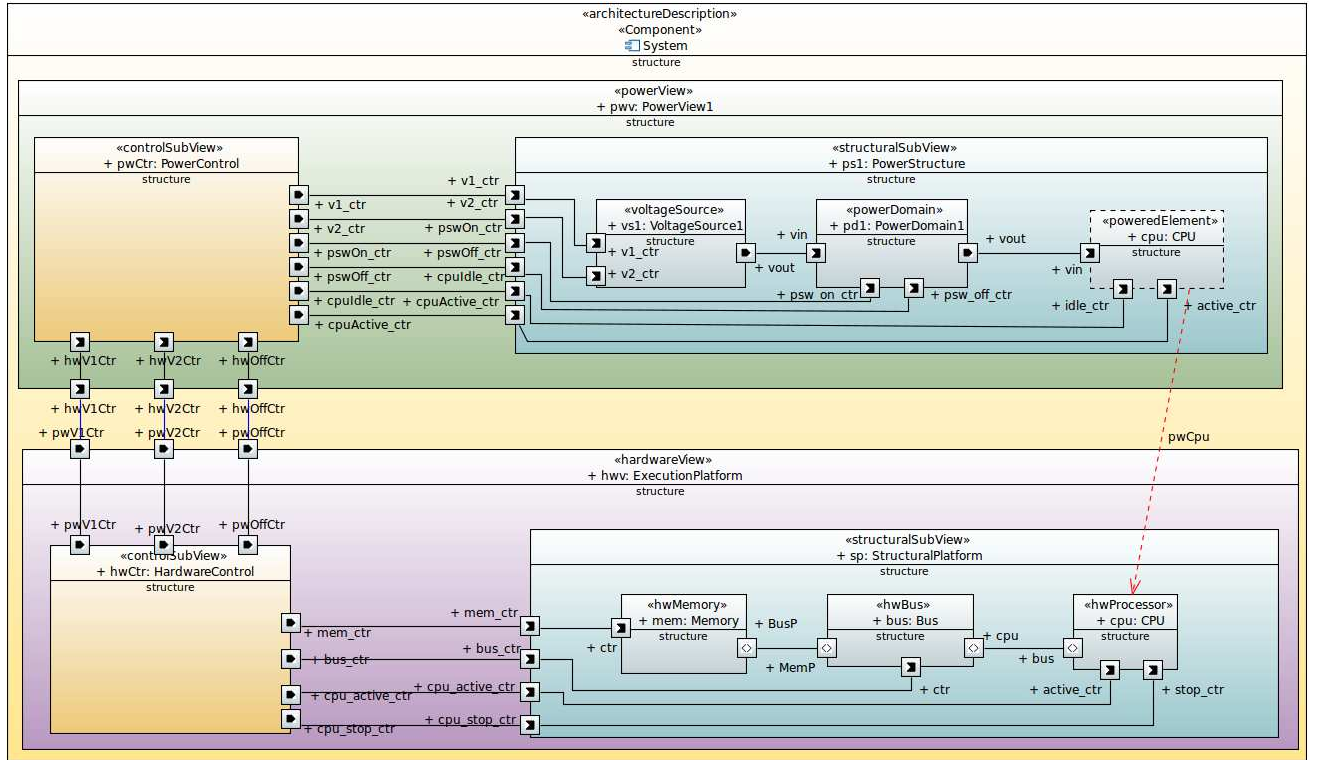 «architectureDescription»
«Component»
System
structure
«powerView»
+ pwv: PowerView1
structure
«controlSubView»
+ pwCtr: PowerControl
structure
«structuralSubView»
+ ps1: PowerStructure
structure
+ v1_ctr
+ v1_ctr
+ v2_ctr
+ v2_ctr
+ pswOn_ctr
+ pswOn_ctr
+ pswOff_ctr
+ pswOff_ctr
+ cpuIdle_ctr
+ cpuIdle_ctr
+ cpuActive_ctr
+ cpuActive_ctr
«voltageSource»
+ vs1: VoltageSource1
structure
+ v1_ctr
+ v2_ctr
+ vout
+ vin
«powerDomain»
+ pd1: PowerDomain1
structure
+ psw_on_ctr
+ psw_off_ctr
+ vout
+ vin
«poweredElement»
+ cpu: CPU
structure
+ idle_ctr
+ active_ctr
+ hwV1Ctr
+ hwV2Ctr
+ hwOffCtr
+ hwV1Ctr
+ hwV2Ctr
+ hwOffCtr
+ pwV1Ctr
+ pwV2Ctr
+ pwOffCtr
pwCpu
«hardwareView»
+ hwv: ExecutionPlatform
structure
+ pwV1Ctr
+ pwV2Ctr
+ pwOffCtr
«controlSubView»
+ hwCtr: HardwareControl
structure
«structuralSubView»
+ sp: StructuralPlatform
structure
+ mem_ctr
+ mem_ctr
+ bus_ctr
+ bus_ctr
+ cpu_active_ctr
+ cpu_active_ctr
+ cpu_stop_ctr
+ cpu_stop_ctr
«hwMemory»
+ mem: Memory
structure
+ ctr
+ BusP
+ MemP
«hwBus»
+ bus: Bus
structure
+ ctr
+ cpu
+ bus
«hwProcessor»
+ cpu: CPU
structure
+ active_ctr
+ stop_ctr